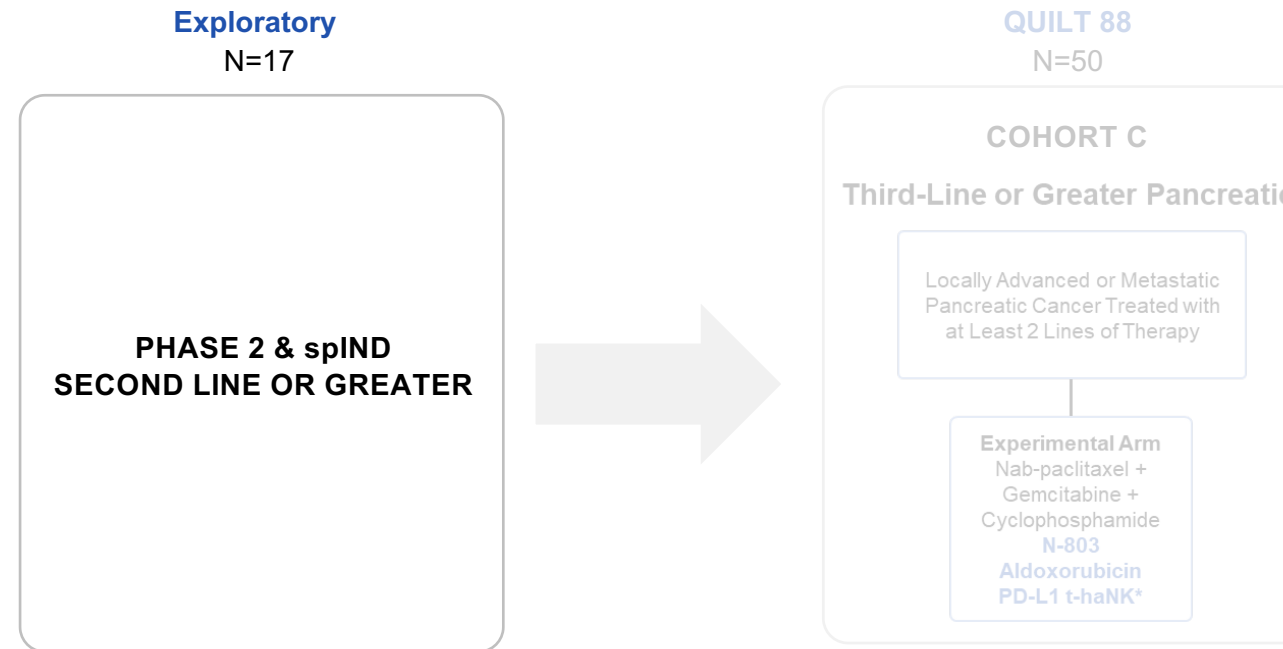 Exploratory
N=17
PHASE 2 & spIND
SECOND LINE OR GREATER
QUILT 88
N=50
COHORT C
Third-Line or Greater Pancreatic
Locally Advanced or Metastatic
Pancreatic Cancer Treated with
at Least 2 Lines of Therapy
Experimental Arm
Nab-paclitaxel +
Gemcitabine +
Cyclophosphamide
N-803
Aldoxorubicin
PD-L1 t-haNK*